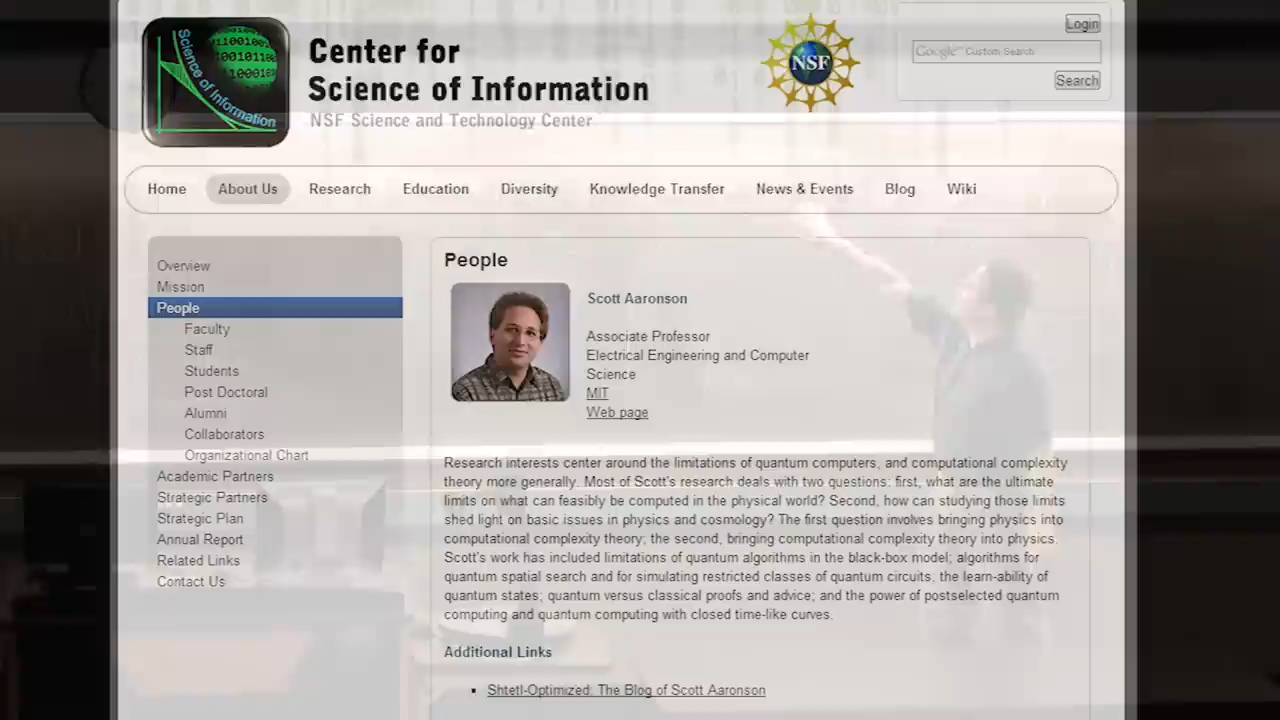 Science of Information
Center for
Science of Information
NSF Science and Technology Center
NSF
Login
Google™ Custom Search
Search
Home
About Us
Research
Education
Diversity
Knowledge Transfer
News & Events
Blog
Wiki
Overview
Mission
People
Faculty
Staff
Students
Post Doctoral
Alumni
Collaborators
Organizational Chart
Academic Partners
Strategic Partners
Strategic Plan
Annual Report
Related Links
Contact Us
People
Scott Aaronson
Associate Professor
Electrical Engineering and Computer
Science
MIT
Web page
Research interests center around the limitations of quantum computers, and computational complexity
theory more generally. Most of Scott's research deals with two questions: first, what are the ultimate
limits on what can feasibly be computed in the physical world? Second, how can studying those limits
shed light on basic issues in physics and cosmology? The first question involves bringing physics into
computational complexity theory; the second, bringing computational complexity theory into physics.
Scott's work has included limitations of quantum algorithms in the black-box model; algorithms for
quantum spatial search and for simulating restricted classes of quantum circuits; the learn-ability of
quantum states; quantum versus classical proofs and advice; and the power of postselected quantum
computing and quantum computing with closed time-like curves.
Additional Links
Shtetl-Optimized: The Blog of Scott Aaronson